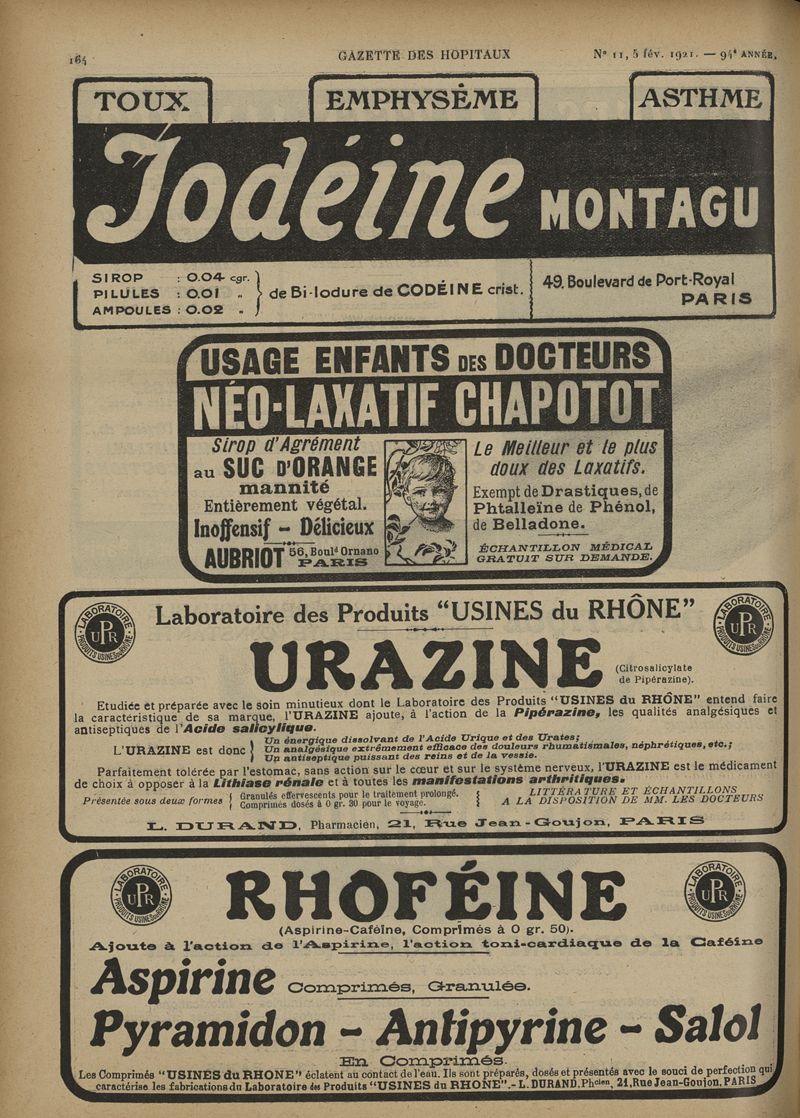 164
GAZETTE DES HOPITAUX
N° 11, 5 fév. 1921. — 94e ANNÉE.
TOUX
EMPHYSÈME
ASTHME
Iodéine MONTAGU
SIROP : 0.04 cgr.
PILULES : 0.01 „
AMPOULES : 0.02 „
de Bi-Iodure de CODÉINE crist.
49, Boulevard de Port-Royal
PARIS
USAGE ENFANTS DES DOCTEURS
NÉO-LAXATIF CHAPOTOT
Sirop d'Agrément
au SUC D'ORANGE
mannité
Entièrement végétal.
Inoffensif – Délicieux
AUBRIOT 56, Bould Ornano
PARIS
Le Meilleur et le plus
doux des Laxatifs.
Exempt de Drastiques, de
Phtalleïne de Phénol,
de Belladone.
ÉCHANTILLON MÉDICAL
GRATUIT SUR DEMANDE.
LABORATOIRE
UPR
PRODUITS USINES du RHÔNE
Laboratoire des Produits “USINES du RHÔNE”
LABORATOIRE
UPR
PRODUITS USINES du RHÔNE
URAZINE
(Citrosalicylate
de Pipérazine).
Etudiée et préparée avec le soin minutieux dont le Laboratoire des Produits “USINES du RHÔNE” entend faire
la caractéristique de sa marque, l'URAZINE ajoute, à l'action de la Pipérazine, les qualités analgésiques et
antiseptiques de l'Acide salicylique.
L'URAZINE est donc
Un énergique dissolvant de l'Acide Urique et des Urates;
Un analgésique extrêmement efficace des douleurs rhumatismales, néphrétiques, etc.;
Un antiseptique puissant des reins et de la vessie.
Parfaitement tolérée par l'estomac, sans action sur le cœur et sur le système nerveux, l'URAZINE est le médicament
de choix à opposer à la Lithiase rénale et à toutes les manifestations arthritiques.
Présentée sous deux formes
Granulés effervescents pour le traitement prolongé.
Comprimés dosés à 0 gr. 30 pour le voyage.
LITTÉRATURE ET ÉCHANTILLONS
A LA DISPOSITION DE MM. LES DOCTEURS
L. DURAND, Pharmacien, 21, Rue Jean-Goujon, PARIS
LABORATOIRE
UPR
PRODUITS USINES du RHÔNE
RHOFÉINE
LABORATOIRE
UPR
PRODUITS USINES du RHÔNE
(Aspirine-Caféine, Comprimés à 0 gr. 50).
Ajoute à l'action de l'Aspirine, l'action toni-cardiaque de la Caféine
Aspirine Comprimés, Granulée.
Pyramidon – Antipyrine – Salol
En Comprimés.
Les Comprimés “USINES du RHONE” éclatent au contact de l'eau. Ils sont préparés, dosés et présentés avec le souci de perfection qui
caractérise les fabrications du Laboratoire des Produits “USINES du RHONE”.- L. DURAND, Phcien, 21, Rue Jean-Goujon, PARIS